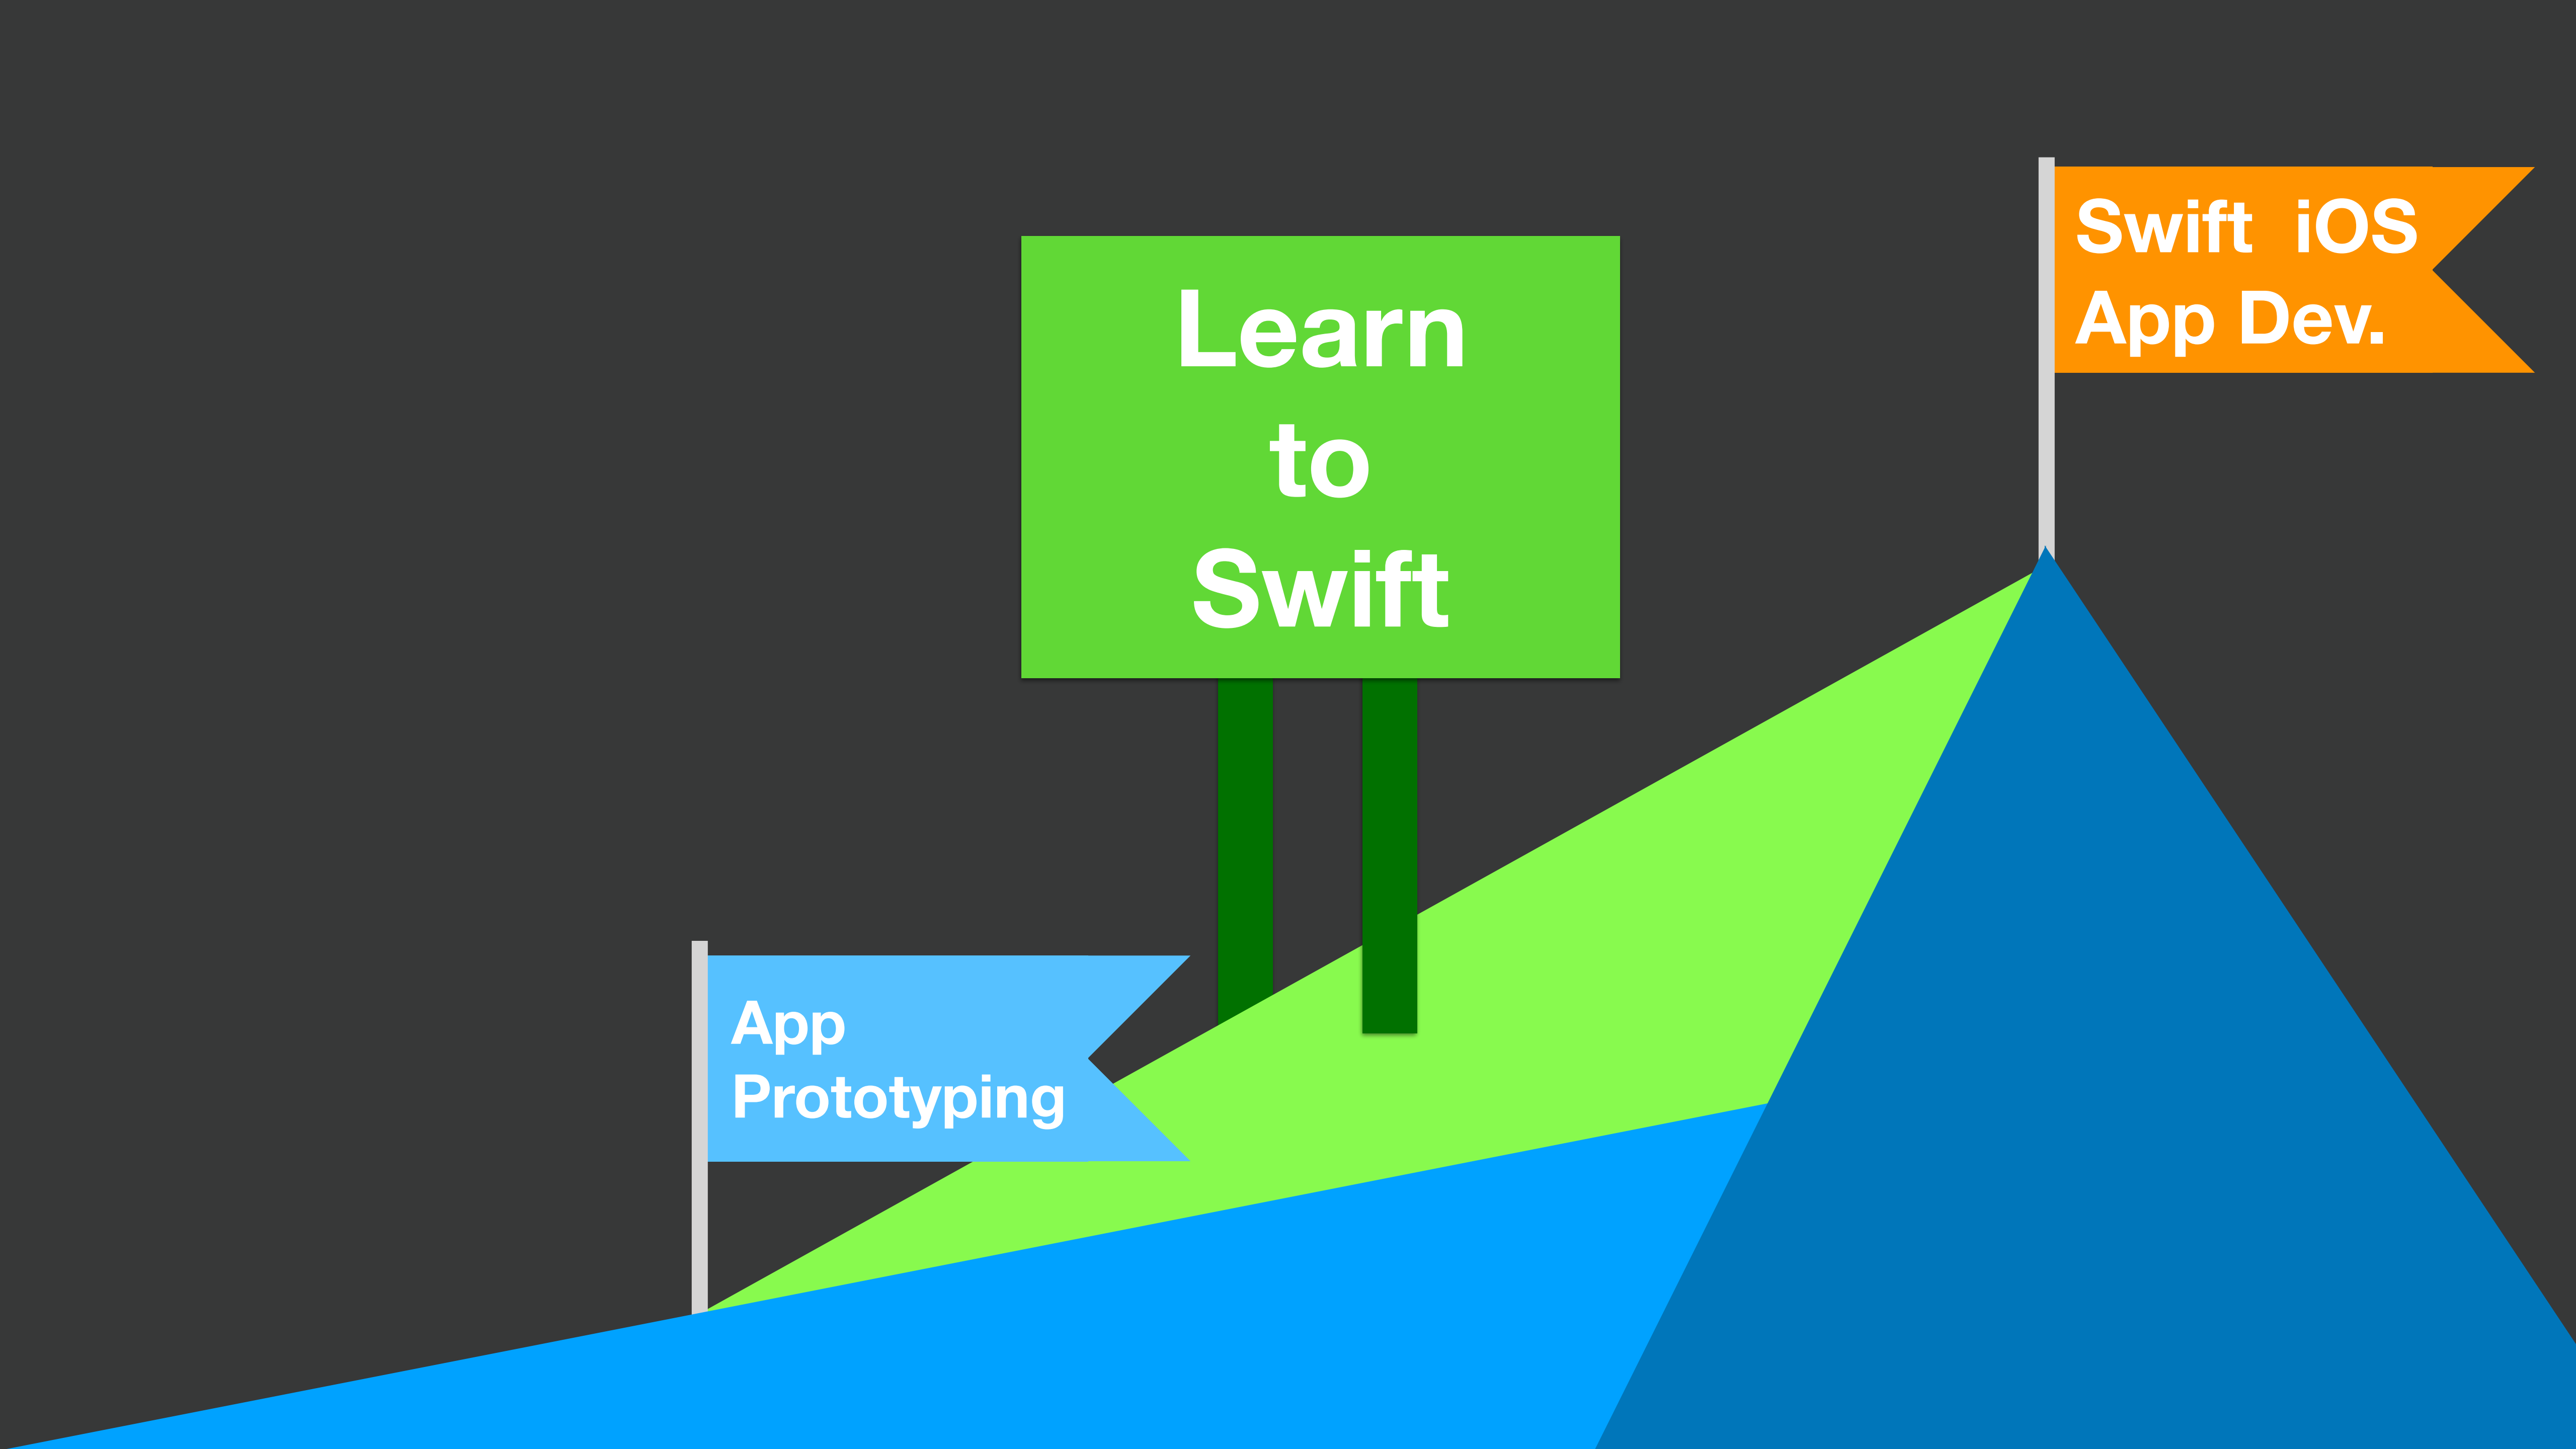 Learn
to
Swift
Swift iOS
App Dev.
App
Prototyping